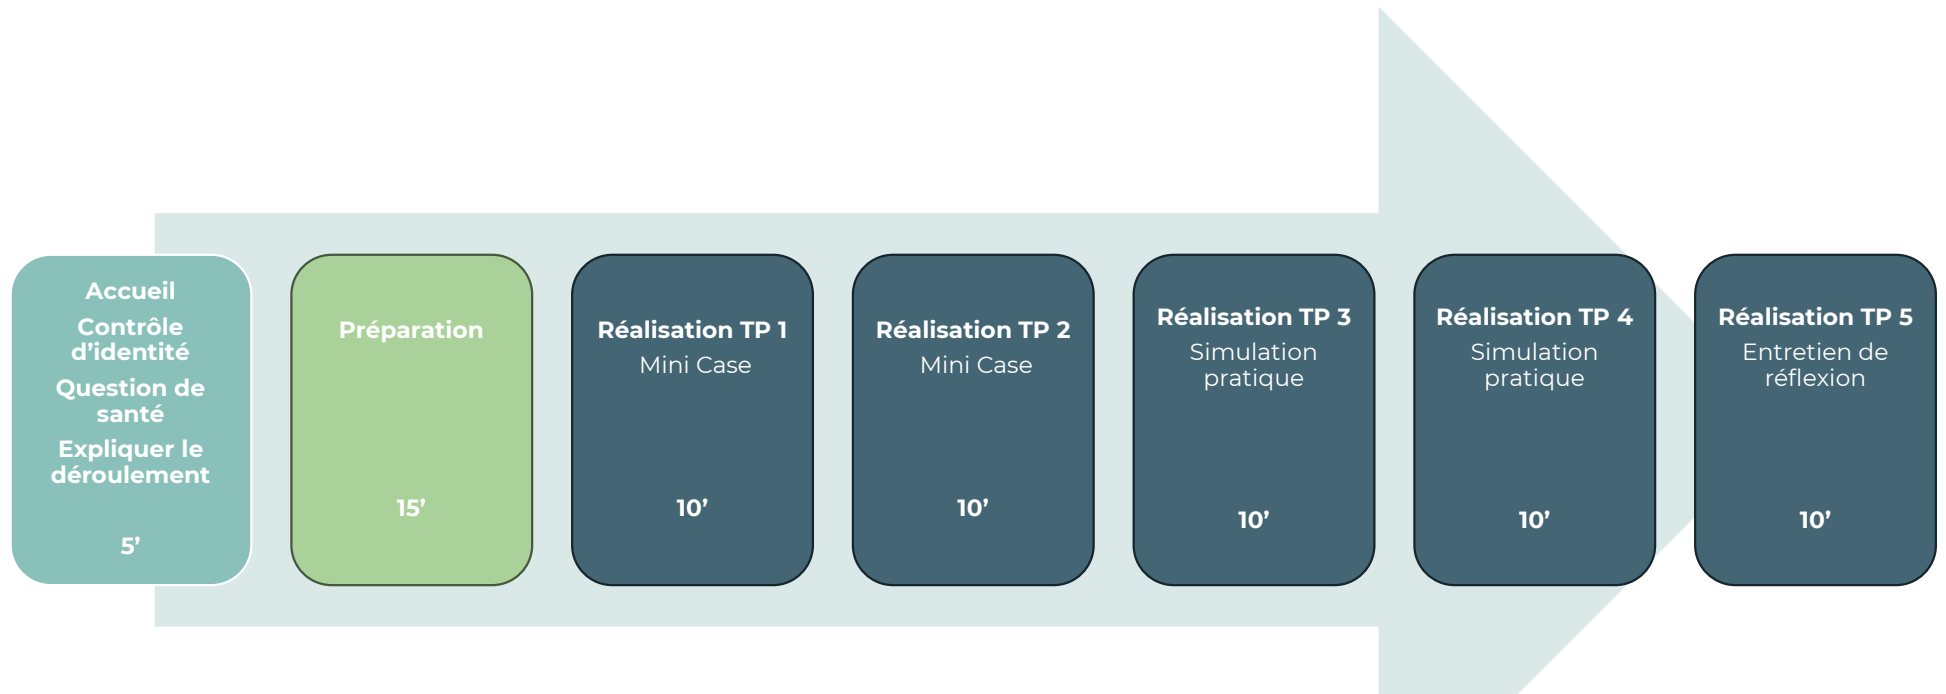 Accueil
Contrôle
d’identité
Question de
santé
Expliquer le
déroulement
5’
Préparation
15’
Réalisation TP 1
Mini Case
10’
Réalisation TP 2
Mini Case
10’
Réalisation TP 3
Simulation
pratique
10’
Réalisation TP 4
Simulation
pratique
10’
Réalisation TP 5
Entretien de
réflexion
10’